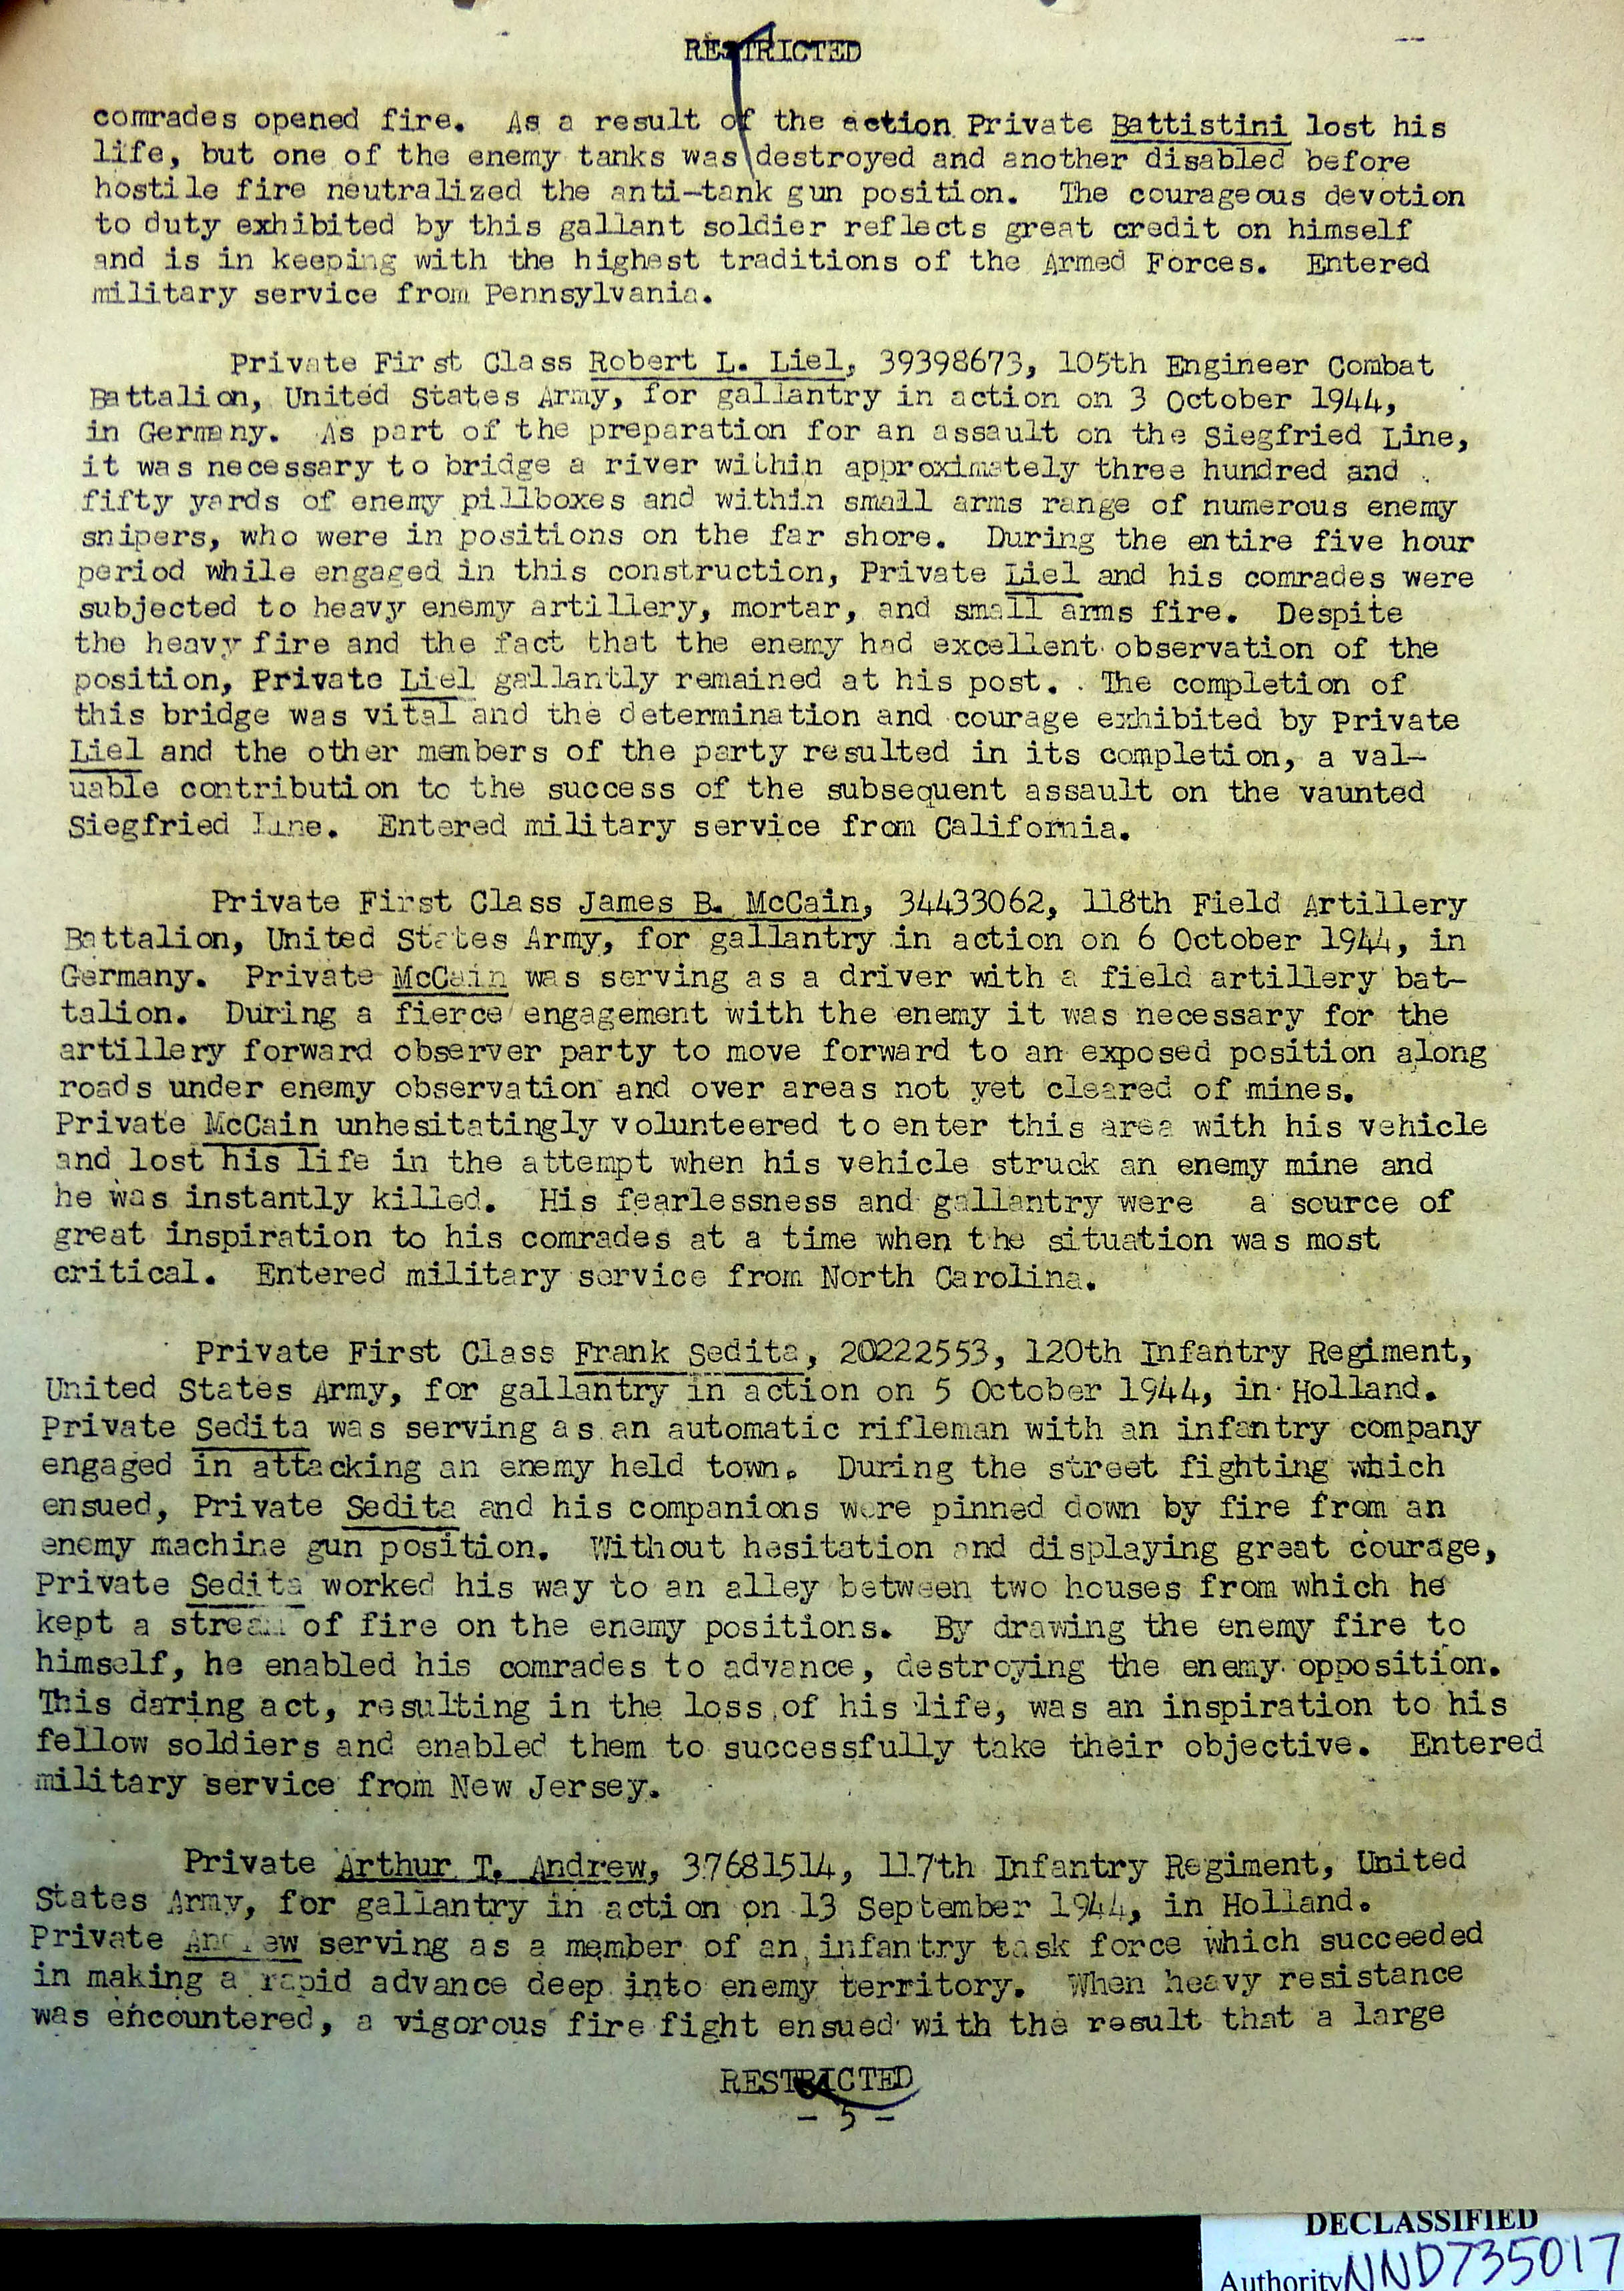 RESTRICTED
comrades opened fire. As a result of the action Private Battistini lost his
life, but one of the enemy tanks was destroyed and another disabled before
hostile fire neutralized the anti-tank gun position. The courageous devotion
to duty exhibited by this gallant soldier reflects great credit on himself
and is in keeping with the highest traditions of the Armed Forces. Entered
military service from Pennsylvania.
Private First Class Robert L. Liel, 39398673, 105th Engineer Combat
Battalion, United States Army, for gallantry in action on 3 October 1944,
in Germany. As part of the preparation for an assault on the Siegfried Line,
it was necessary to bridge a river within approximately three hundred and
fifty yards of enemy pillboxes and within small arms range of numerous enemy
snipers, who were in positions on the far shore. During the entire five hour
period while engaged in this construction, Private Liel and his comrades were
subjected to heavy enemy artillery, mortar, and small arms fire. Despite
the heavy fire and the fact that the enemy had excellent observation of the
position, Private Liel gallantly remained at his post. The completion of
this bridge was vital and the determination and courage exhibited by Private
Liel and the other members of the party resulted in its completion, a val-
uable contribution to the success of the subsequent assault on the vaunted
Siegfried Line. Entered military service from California.
Private First Class James B. McCain, 34433062, 118th Field Artillery
Battalion, United States Army, for gallantry in action on 6 October 1944, in
Germany. Private McCain was serving as a driver with a field artillery bat-
talion. During a fierce engagement with the enemy it was necessary for the
artillery forward observer party to move forward to an exposed position along
roads under enemy observation and over areas not yet cleared of mines.
Private McCain unhesitatingly volunteered to enter this area with his vehicle
and lost his life in the attempt when his vehicle struck an enemy mine and
he was instantly killed. His fearlessness and gallantry were a source of
great inspiration to his comrades at a time when the situation was most
critical. Entered military service from North Carolina.
Private First Class Frank Sedita, 20222553, 120th Infantry Regiment,
United States Army, for gallantry in action on 5 October 1944, in Holland.
Private Sedita was serving as an automatic rifleman with an infantry company
engaged in attacking an enemy held town. During the street fighting which
ensued, Private Sedita and his companions were pinned down by fire from an
enemy machine gun position. Without hesitation and displaying great courage,
Private Sedita worked his way to an alley between two houses from which he
kept a stream of fire on the enemy positions. By drawing the enemy fire to
himself, he enabled his comrades to advance, destroying the enemy opposition.
This daring act, resulting in the loss of his life, was an inspiration to his
fellow soldiers and enabled them to successfully take their objective. Entered
military service from New Jersey.
Private Arthur T. Andrew, 37681514, 117th Infantry Regiment, United
States Army, for gallantry in action on 13 September 1944, in Holland.
Private Andrew serving as a member of an infantry task force which succeeded
in making a rapid advance deep into enemy territory. When heavy resistance
was encountered, a vigorous fire fight ensued with the result that a large
RESTRICTED
- 5 -
DECLASSIFIED
Authority NND735017